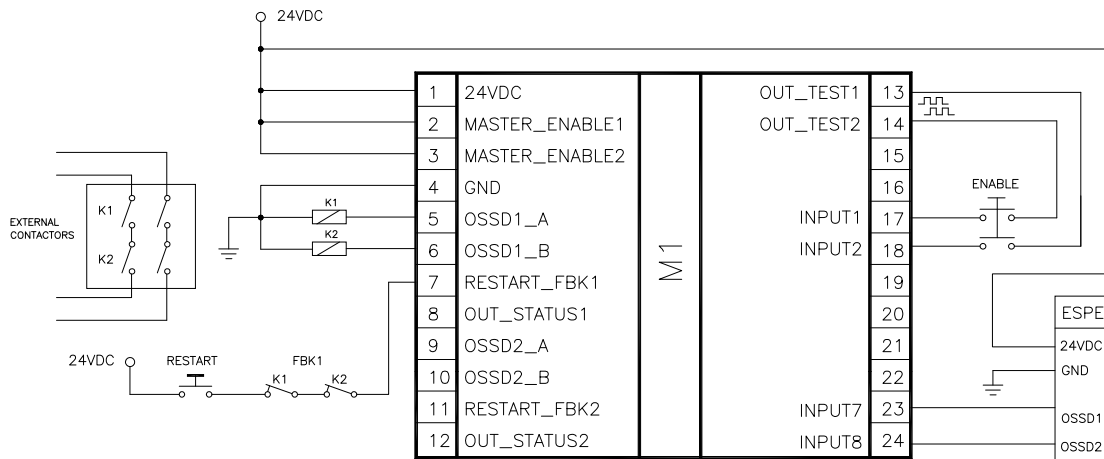 24VDC
1 24VDC OUT_TEST1 13
2 MASTER_ENABLE1 OUT_TEST2 14
3 MASTER_ENABLE2 15
4 GND 16
ENABLE
K1
EXTERNAL
CONTACTORS
K1
K2
5 OSSD1_A INPUT1 17
K2
6 OSSD1_B INPUT2 18
M1
7 RESTART_FBK1 19
8 OUT_STATUS1 20
ESPE
24VDC
RESTART
FBK1
K1
K2
9 OSSD2_A 21
24VDC
10 OSSD2_B 22
GND
11 RESTART_FBK2 INPUT7 23
OSSD1
12 OUT_STATUS2 INPUT8 24
OSSD2